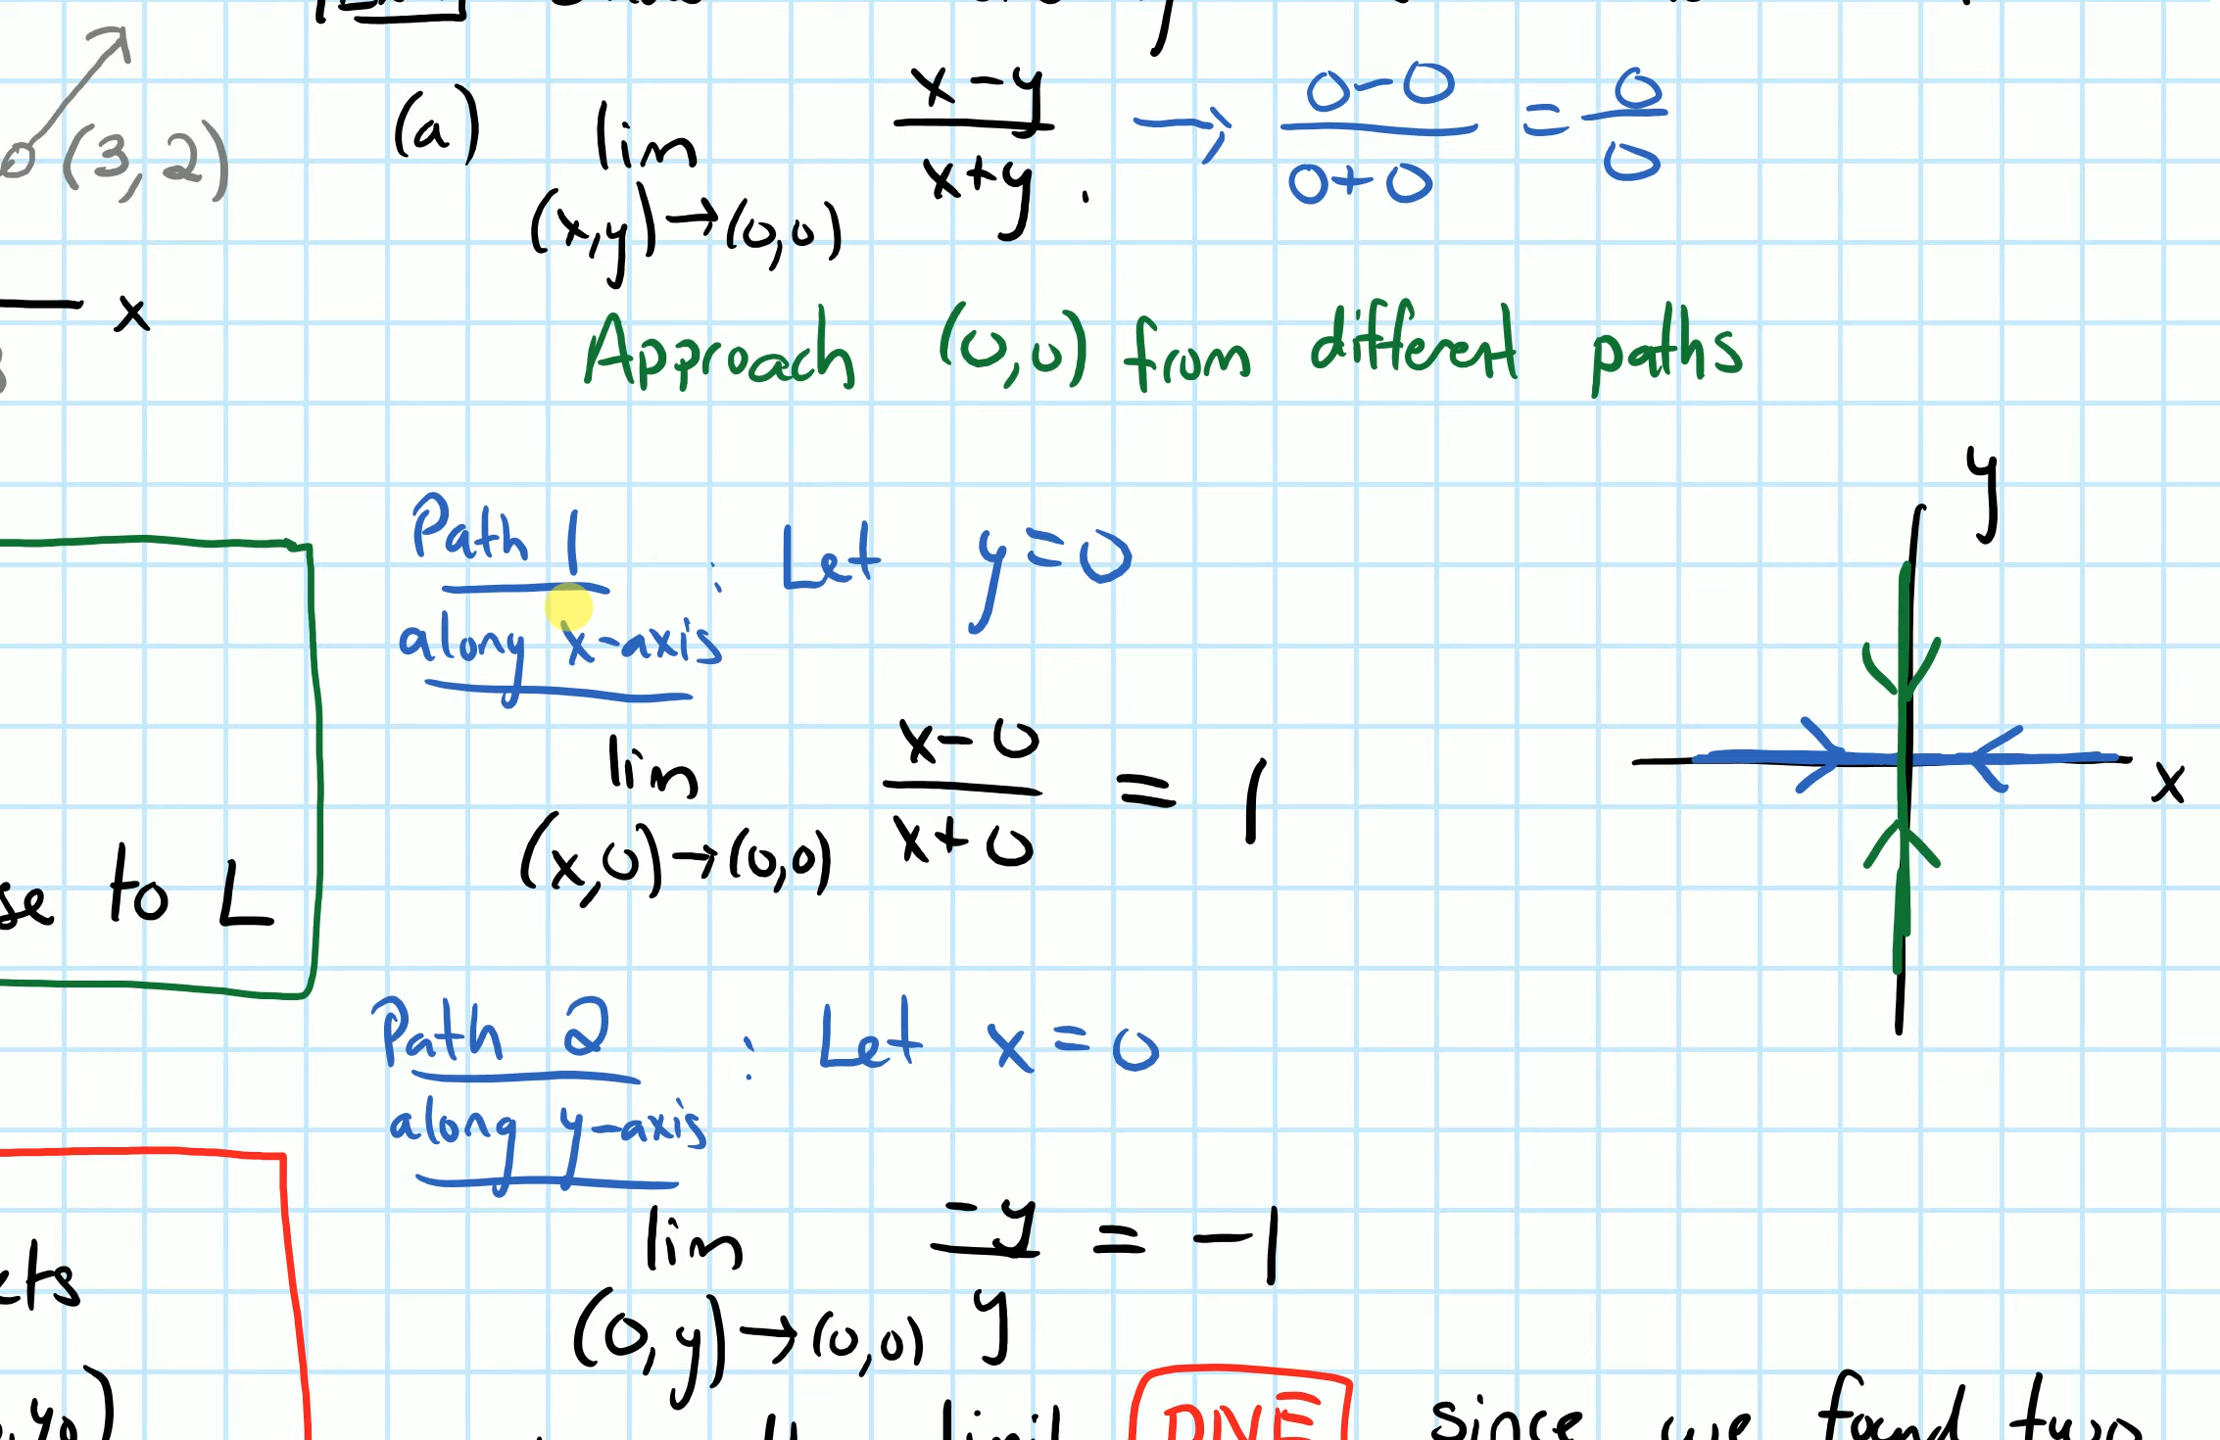 (a) lim x-y / x+y . → 0-0 / 0+0 = 0/0
(x,y)→(0,0)
(3,2)
x
Approach (0,0) from different paths
y
Path 1 : Let y=0
along x-axis
lim x-0 / x+0 = 1
(x,0)→(0,0)
x
se to L
Path 2 : Let x=0
along y-axis
lim -y / y = -1
(0,y)→(0,0)
cts
, y₀)
limit DNE since we found two